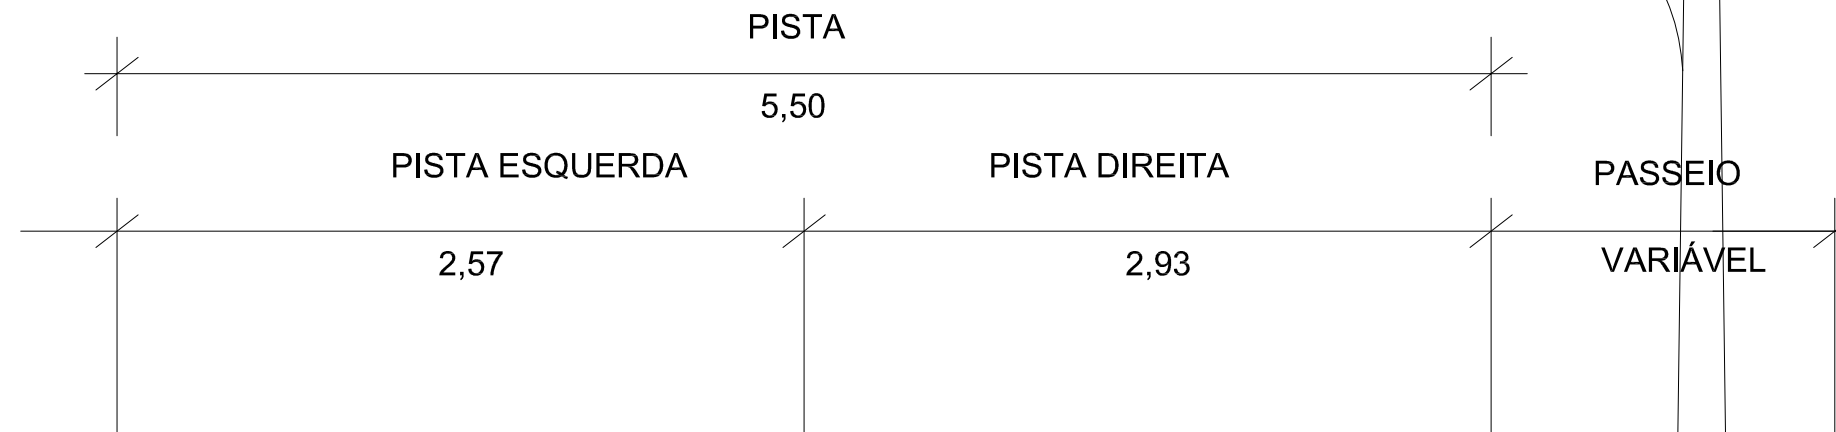 PISTA
5,50
PISTA ESQUERDA
PISTA DIREITA
PASSEIO
2,57
2,93
VARIÁVEL